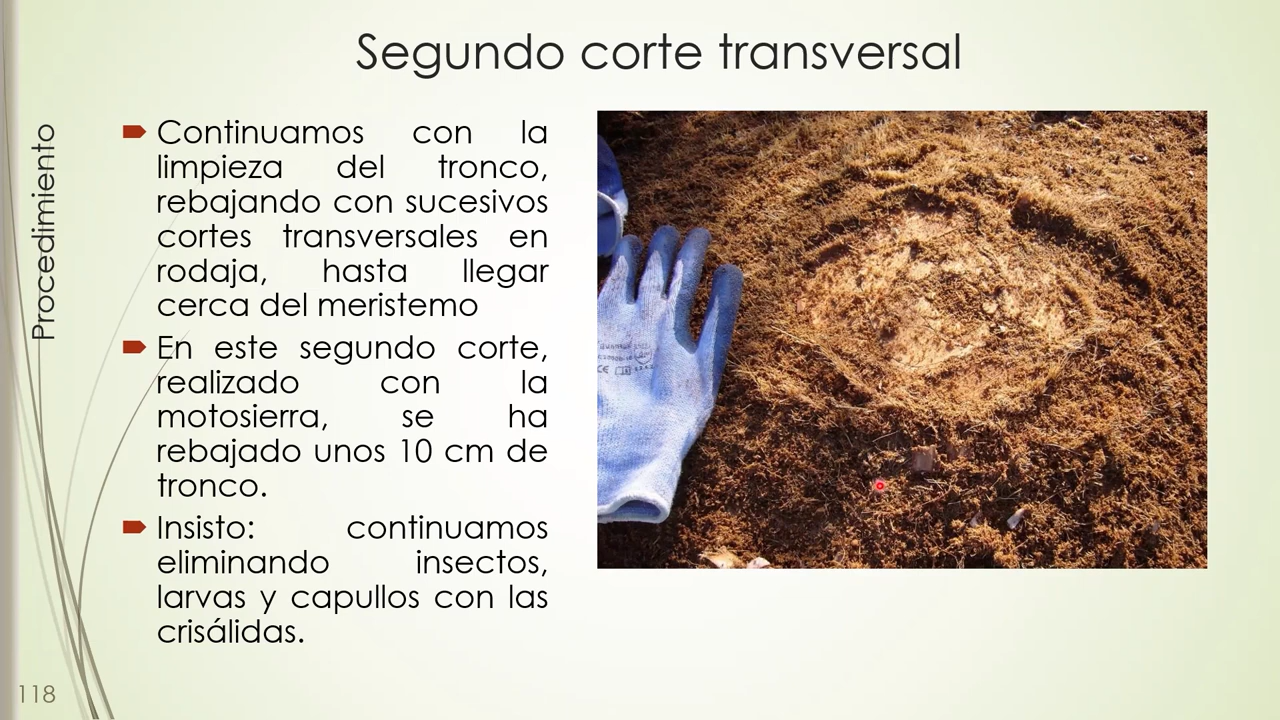 Segundo corte transversal
Procedimiento
Continuamos con la
limpieza del tronco,
rebajando con sucesivos
cortes transversales en
rodaja, hasta llegar
cerca del meristemo
En este segundo corte,
realizado con la
motosierra, se ha
rebajado unos 10 cm de
tronco.
Insisto: continuamos
eliminando insectos,
larvas y capullos con las
crisálidas.
118